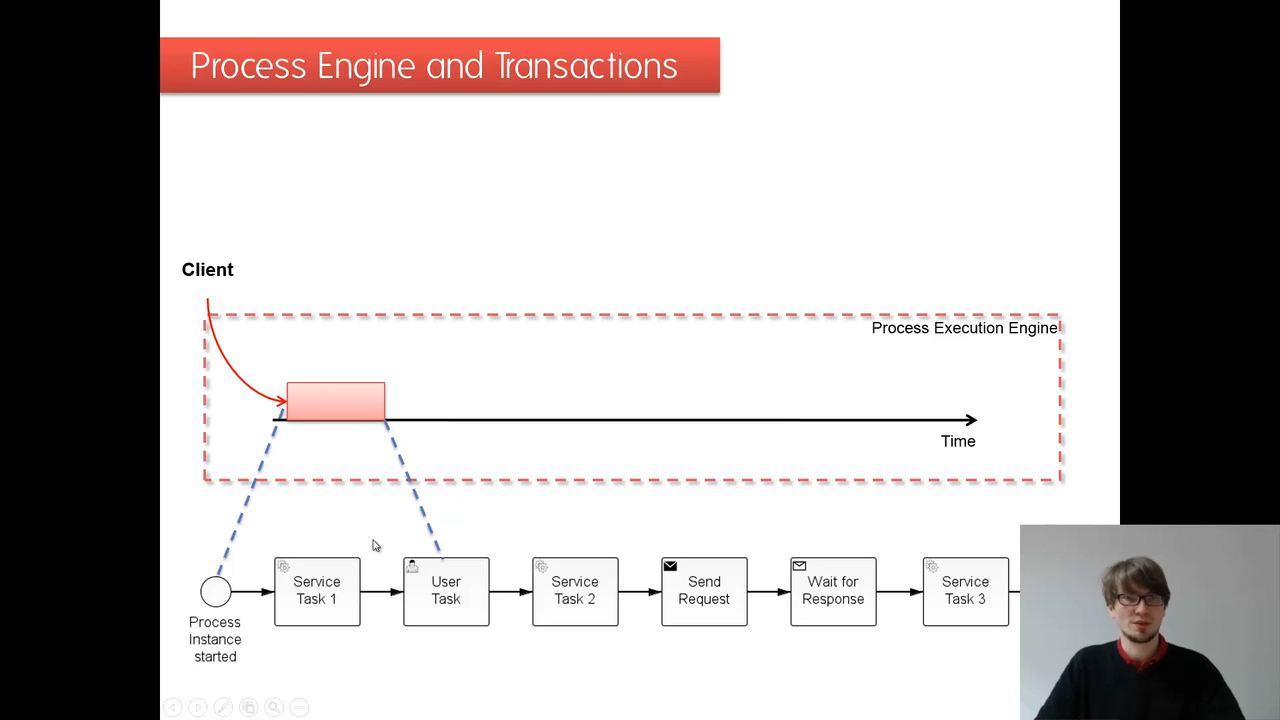 Process Engine and Transactions
Client
Process Execution Engine
Time
Service
Task 1
User
Task
Service
Task 2
Send
Request
Wait for
Response
Service
Task 3
Process
Instance
started